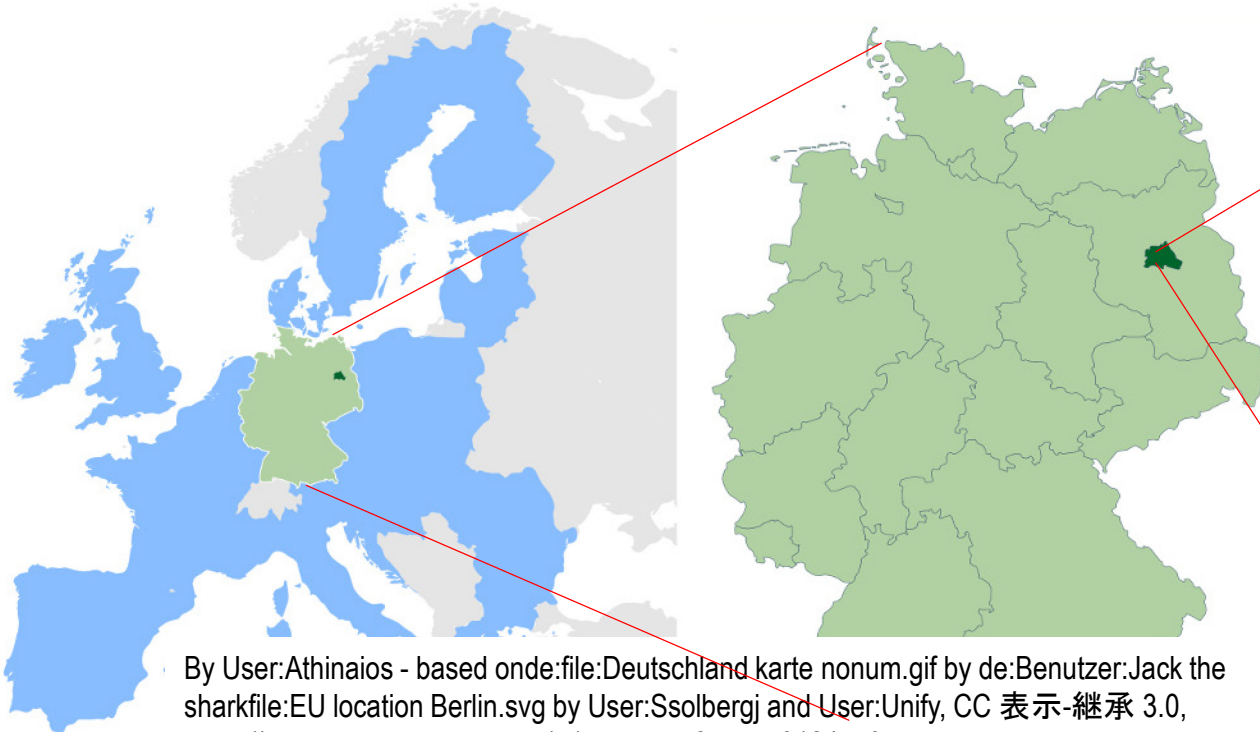 By User:Athinaios - based onde:file:Deutschland karte nonum.gif by de:Benutzer:Jack the
sharkfile:EU location Berlin.svg by User:Ssolbergj and User:Unify, CC 表示-継承 3.0,